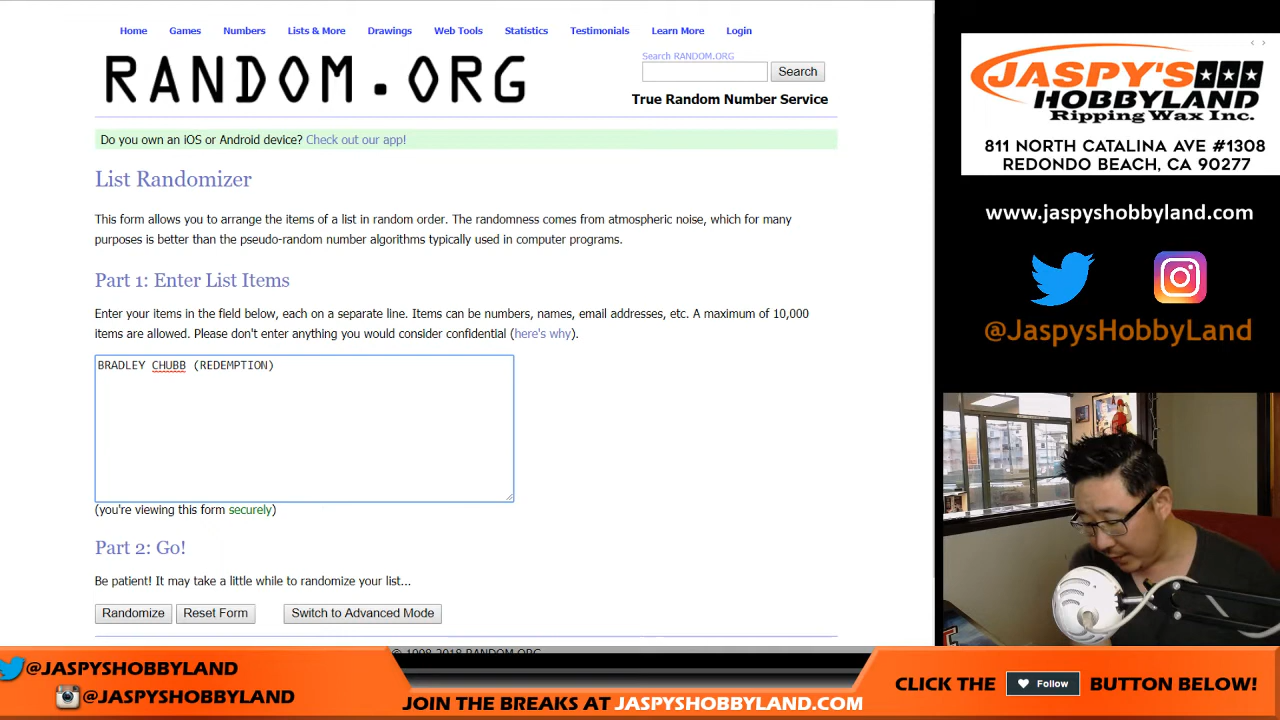 Home Games Numbers Lists & More Drawings Web Tools Statistics Testimonials Learn More Login
RANDOM.ORG
Search RANDOM.ORG
Search
True Random Number Service
Do you own an iOS or Android device? Check out our app!
List Randomizer
This form allows you to arrange the items of a list in random order. The randomness comes from atmospheric noise, which for many
purposes is better than the pseudo-random number algorithms typically used in computer programs.
Part 1: Enter List Items
Enter your items in the field below, each on a separate line. Items can be numbers, names, email addresses, etc. A maximum of 10,000
items are allowed. Please don't enter anything you would consider confidential (here's why).
BRADLEY CHUBB (REDEMPTION)
(you're viewing this form securely)
Part 2: Go!
Be patient! It may take a little while to randomize your list...
Randomize Reset Form Switch to Advanced Mode
© 1998-2018 RANDOM.ORG
JASPY'S
HOBBYLAND
Ripping Wax Inc.
811 NORTH CATALINA AVE #1308
REDONDO BEACH, CA 90277
www.jaspyshobbyland.com
@JaspysHobbyLand
@JASPYSHOBBYLAND
@JASPYSHOBBYLAND
JOIN THE BREAKS AT JASPYSHOBBYLAND.COM
CLICK THE Follow BUTTON BELOW!